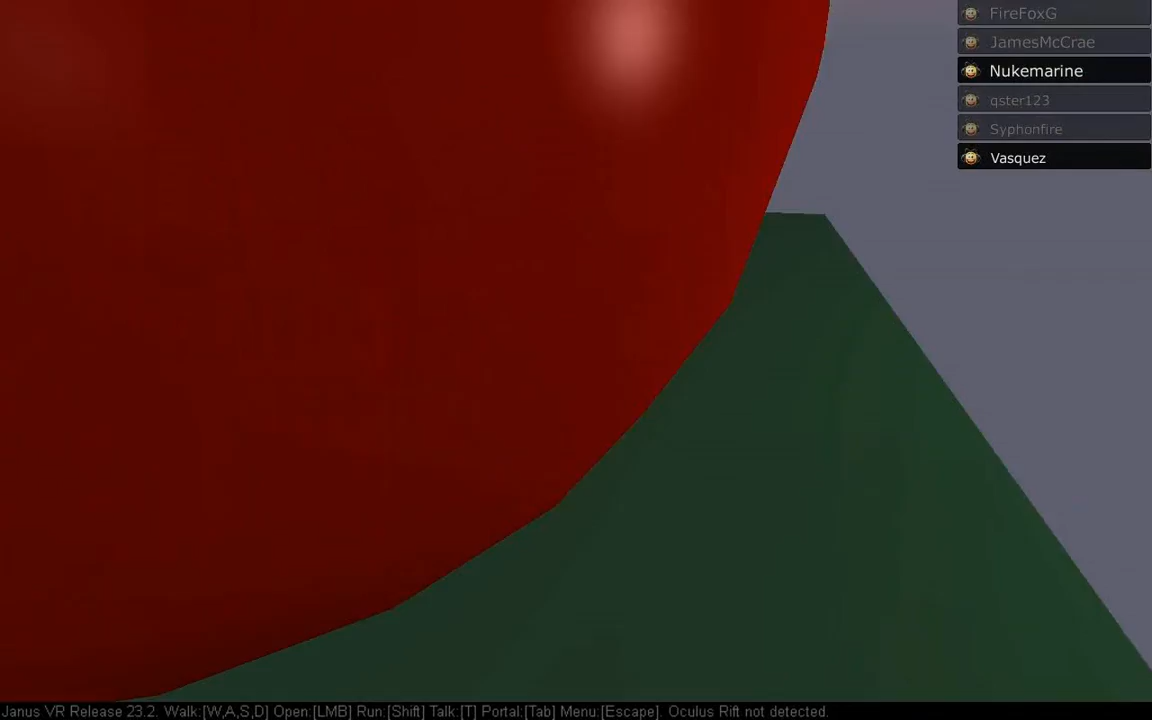 FireFoxG
JamesMcCrae
Nukemarine
qster123
Syphonfire
Vasquez
Janus VR Release 23.2. Walk:[W,A,S,D] Open:[LMB] Run:[Shift] Talk:[T] Portal:[Tab] Menu:[Escape]. Oculus Rift not detected.